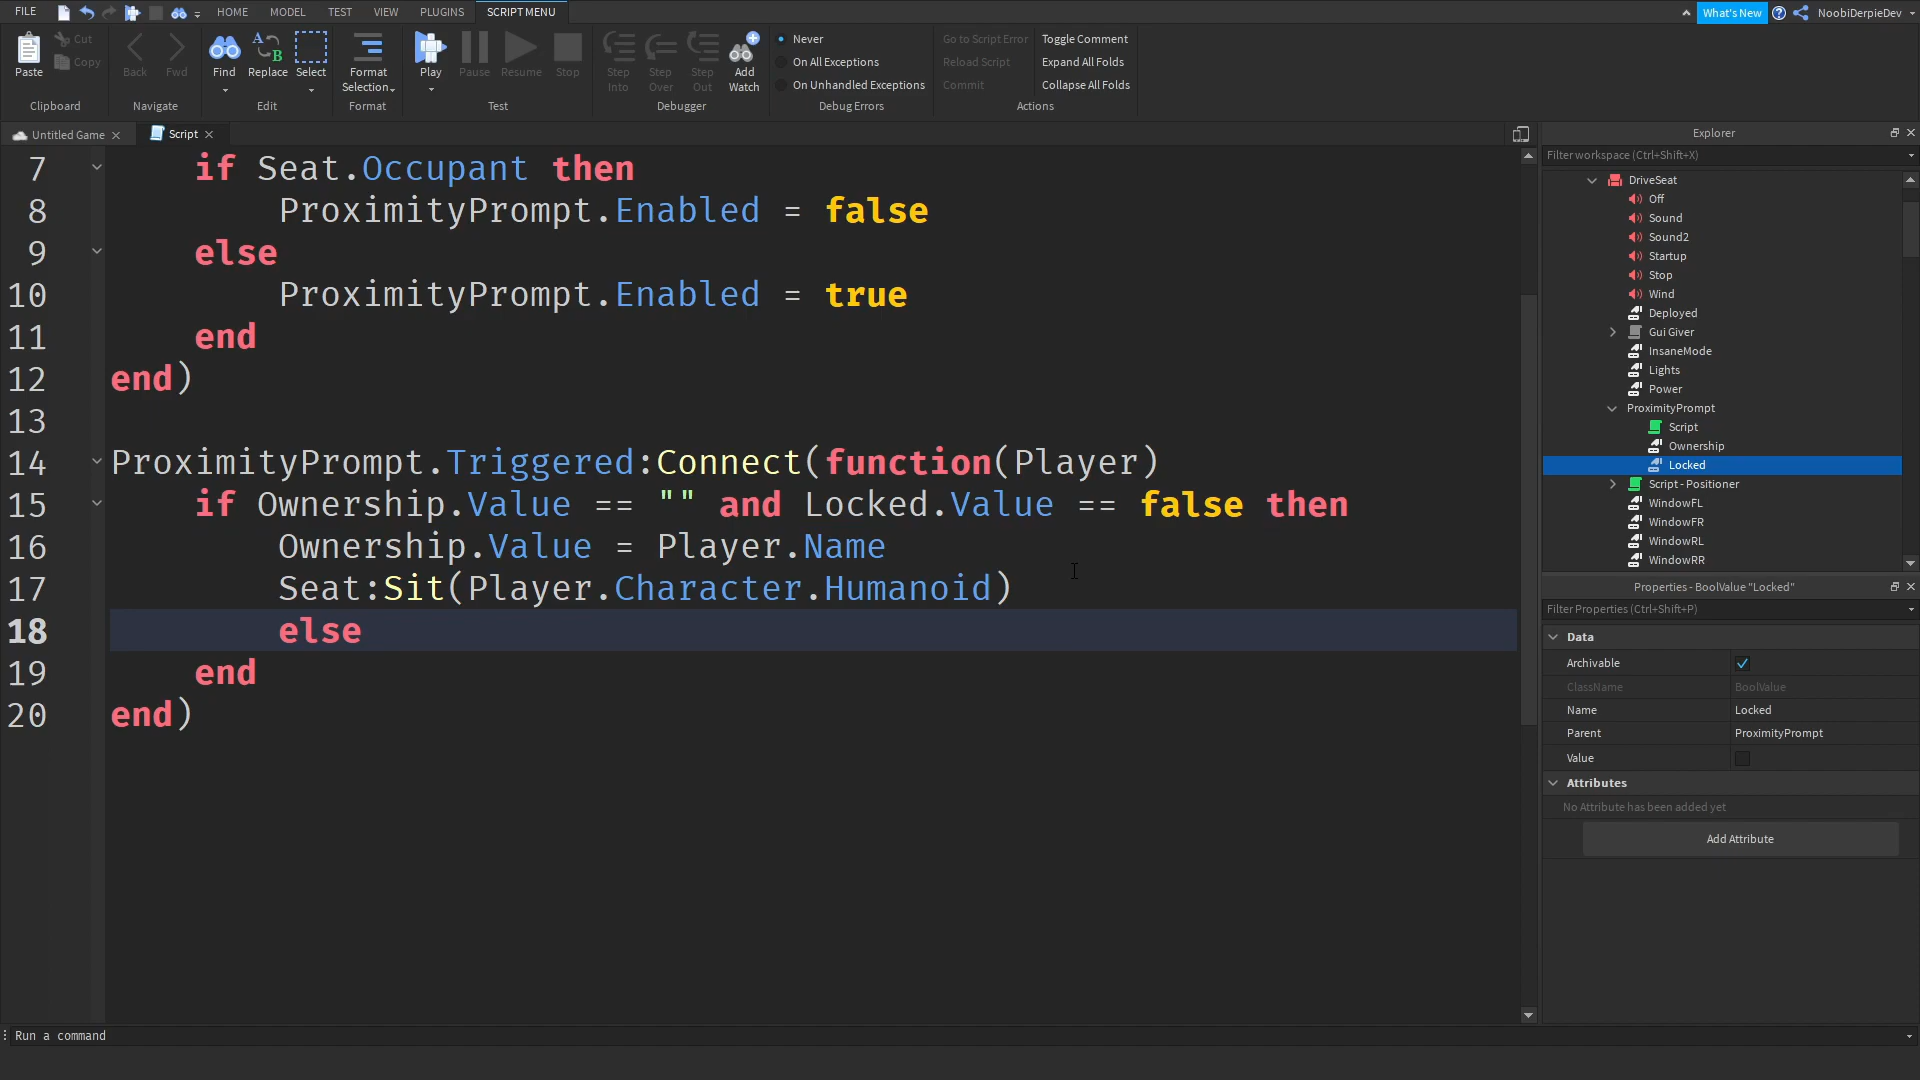 FILE HOME MODEL TEST VIEW PLUGINS SCRIPT MENU What's New NoobiDerpieDev
Paste Cut Copy Back Fwd Find Replace Select Format Selection Play Pause Resume Stop Step Into Step Over Step Out Add Watch
Never Go to Script Error Toggle Comment
On All Exceptions Reload Script Expand All Folds
On Unhandled Exceptions Commit Collapse All Folds
Clipboard Navigate Edit Format Test Debugger Debug Errors Actions
Untitled Game Script
7 if Seat.Occupant then
8 ProximityPrompt.Enabled = false
9 else
10 ProximityPrompt.Enabled = true
11 end
12 end)
13
14 ProximityPrompt.Triggered:Connect(function(Player)
15 if Ownership.Value == "" and Locked.Value == false then
16 Ownership.Value = Player.Name
17 Seat:Sit(Player.Character.Humanoid)
18 else
19 end
20 end)
Explorer
Filter workspace (Ctrl+Shift+X)
DriveSeat
Off
Sound
Sound2
Startup
Stop
Wind
Deployed
Gui Giver
InsaneMode
Lights
Power
ProximityPrompt
Script
Ownership
Locked
Script - Positioner
WindowFL
WindowFR
WindowRL
WindowRR
Properties - BoolValue "Locked"
Filter Properties (Ctrl+Shift+P)
Data
Archivable
ClassName BoolValue
Name Locked
Parent ProximityPrompt
Value
Attributes
No Attribute has been added yet
Add Attribute
Run a command